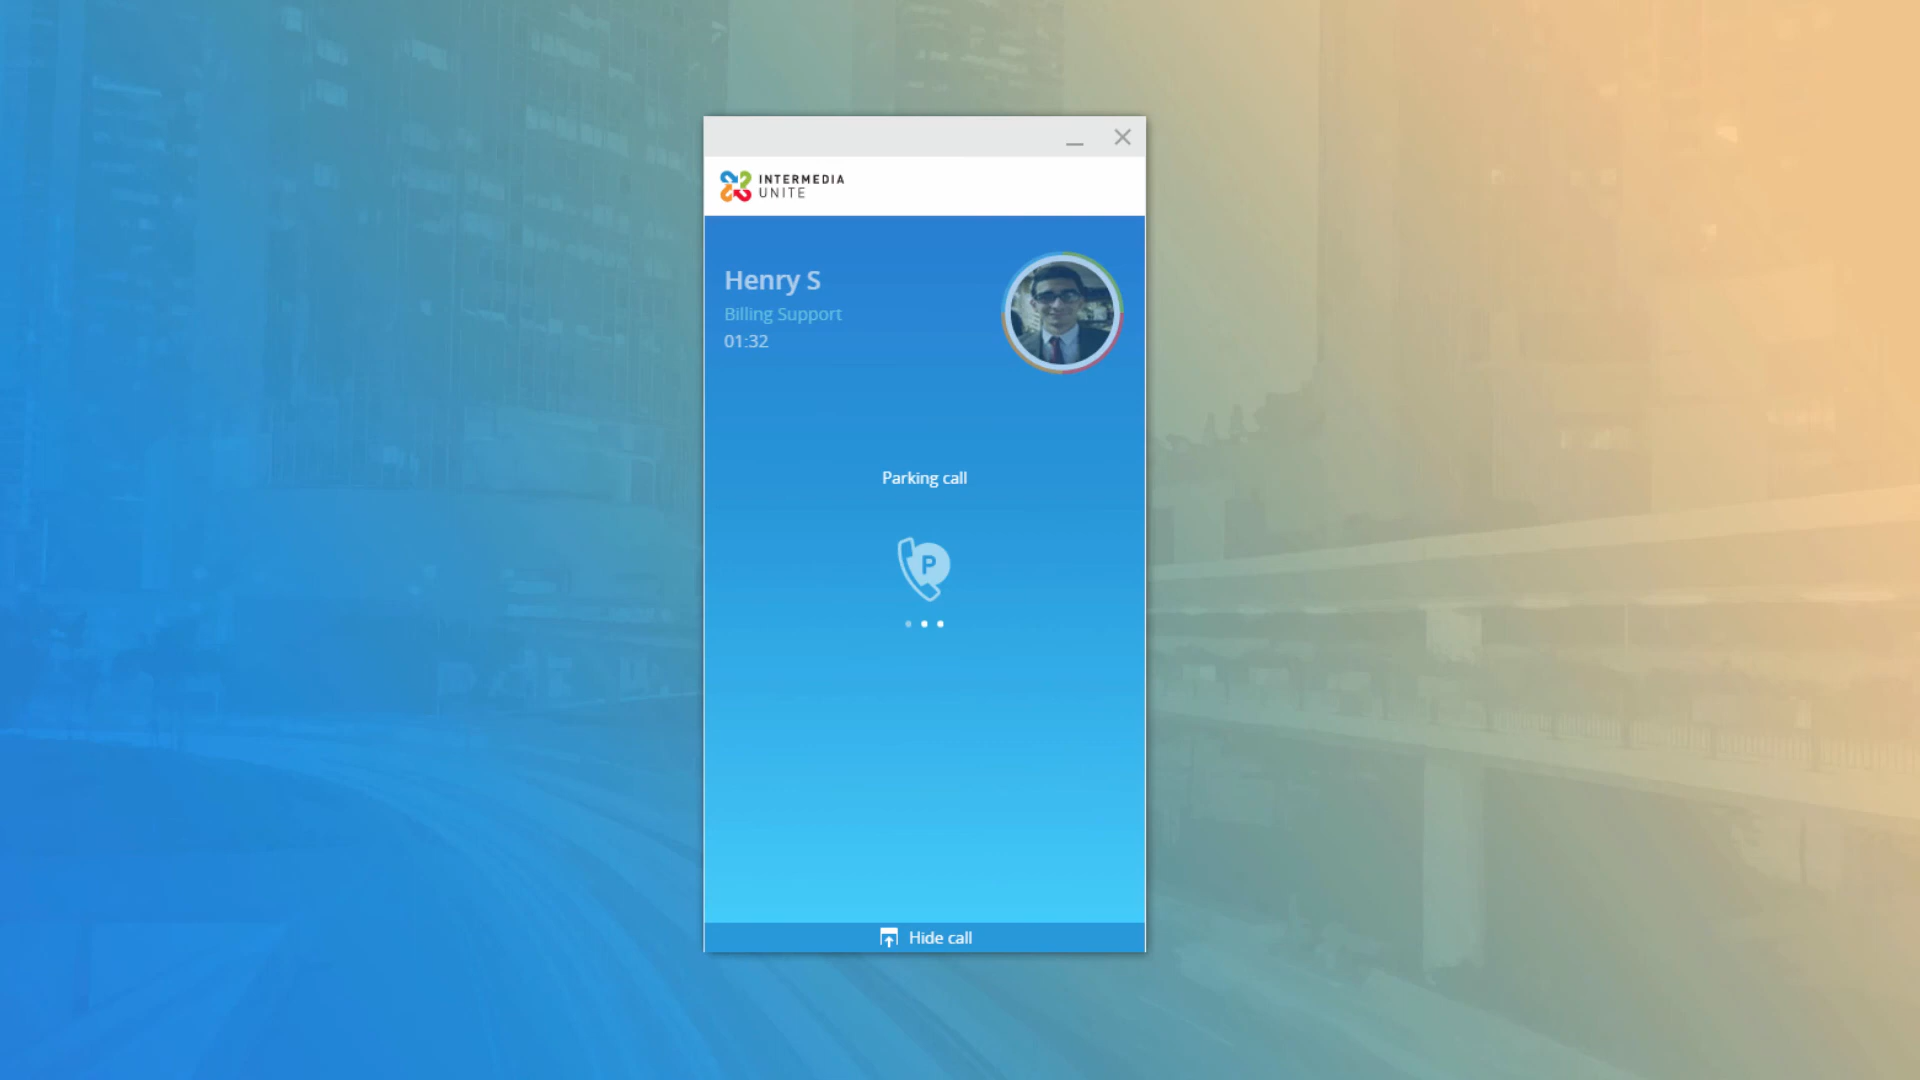 INTERMEDIA
UNITE
Henry S
Billing Support
01:32
Parking call
P
Hide call